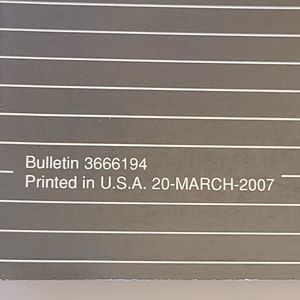 Bulletin 3666194
Printed in U.S.A. 20-MARCH-2007